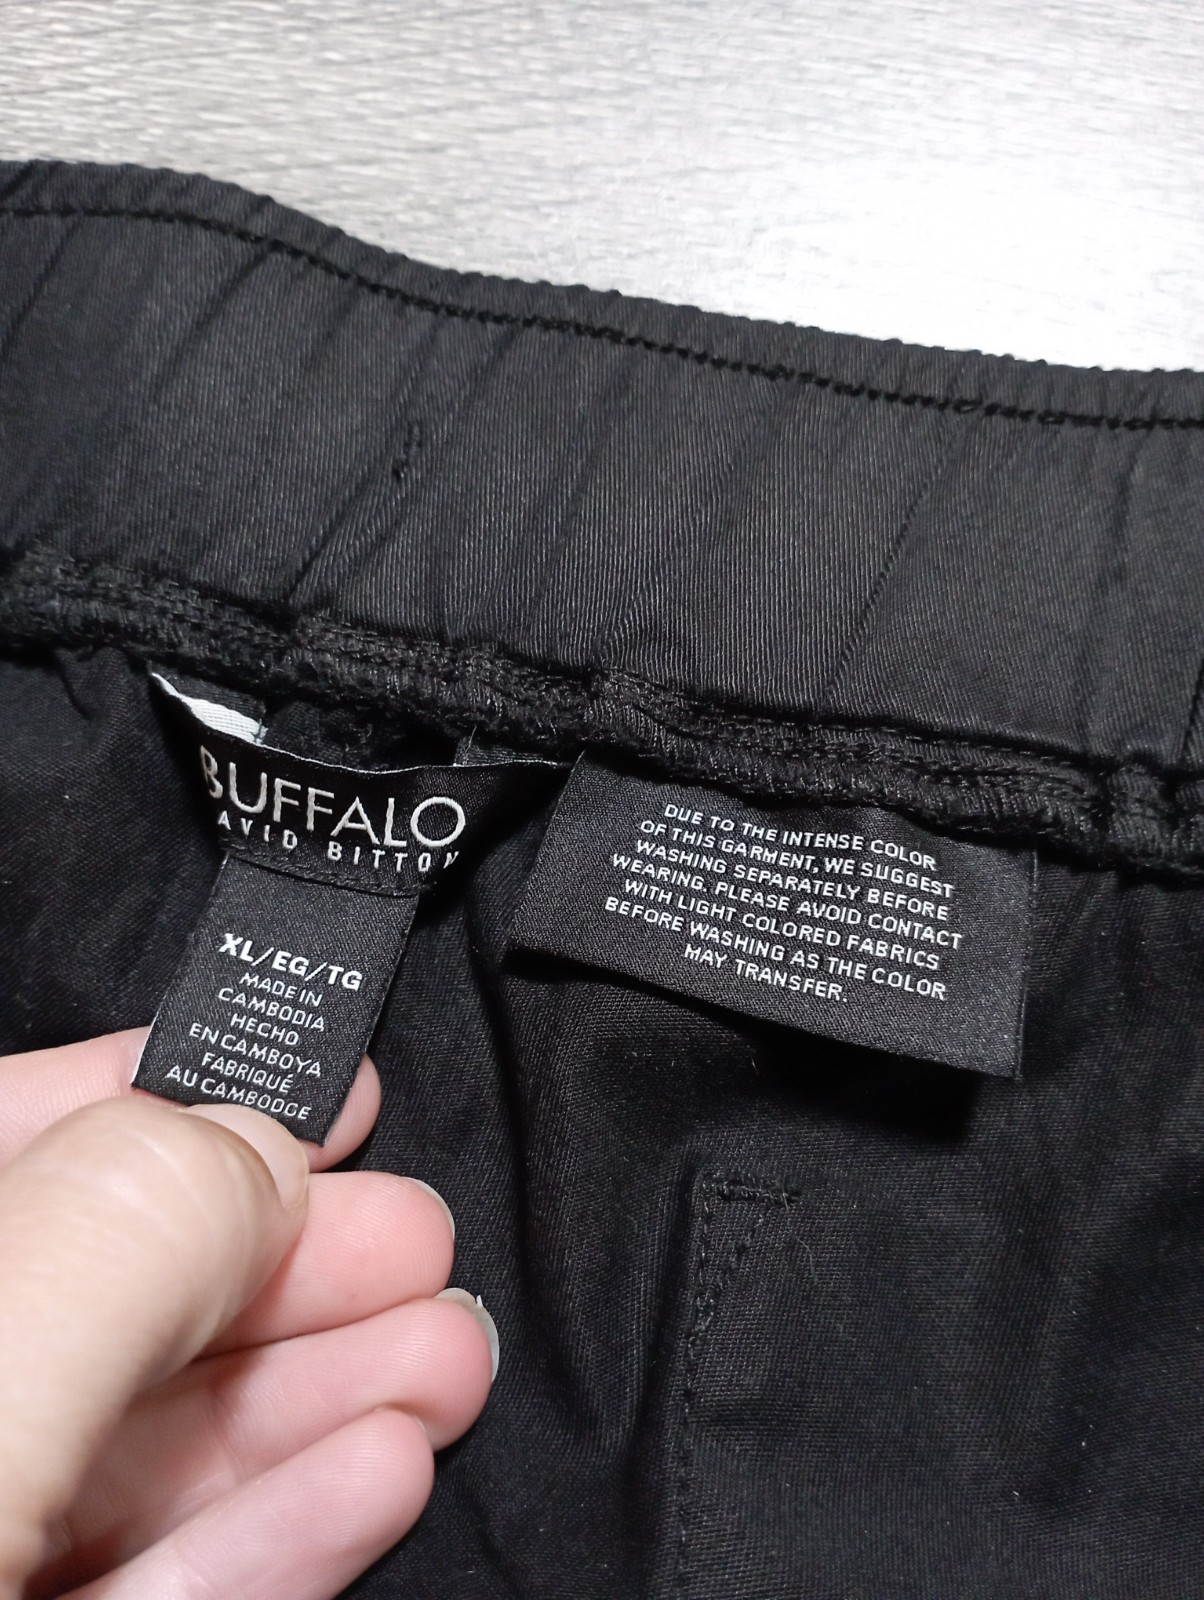 BUFFALO
AVID BITTON
XL/EG/TG
MADE IN
CAMBODIA
HECHO
EN CAMBOYA
FABRIQUÉ
AU CAMBODGE
DUE TO THE INTENSE COLOR
OF THIS GARMENT, WE SUGGEST
WASHING SEPARATELY BEFORE
WEARING. PLEASE AVOID CONTACT
WITH LIGHT COLORED FABRICS
BEFORE WASHING AS THE COLOR
MAY TRANSFER.